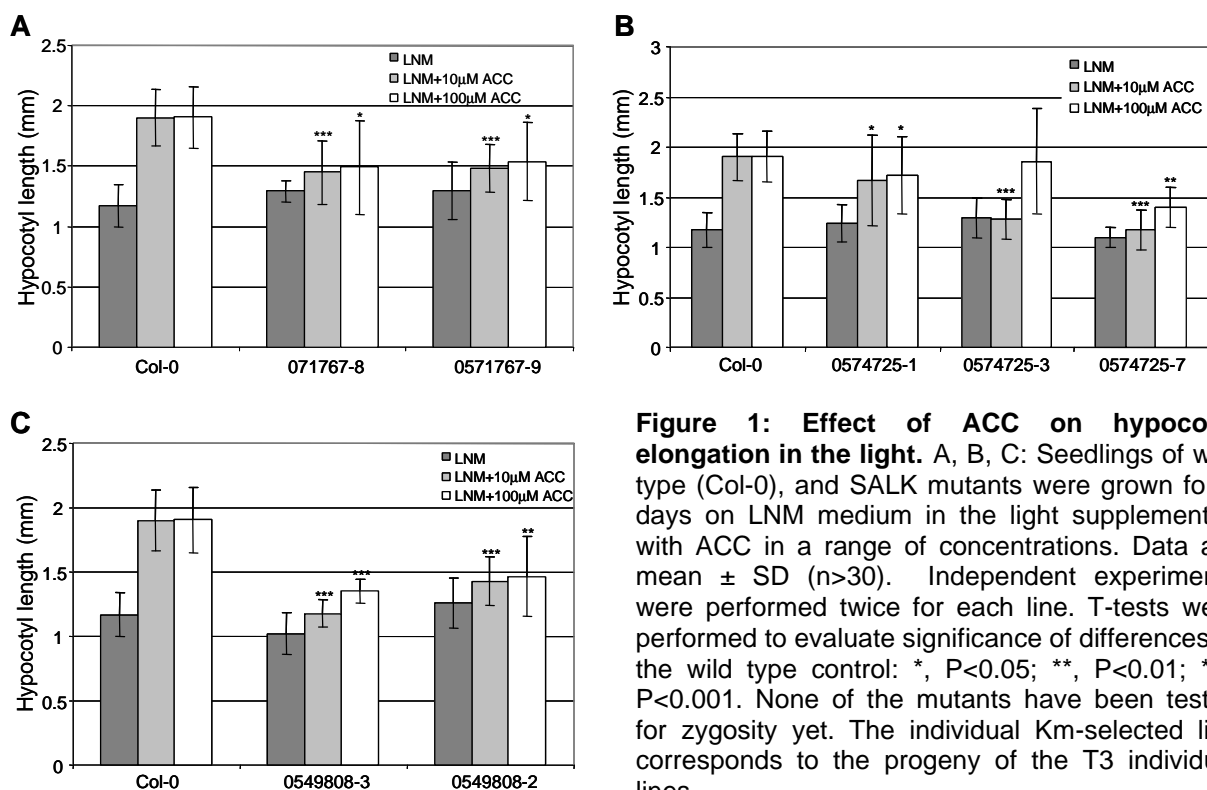 A
2.5
2
1.5
1
0.5
0
Hypocotyl length (mm)
LNM
LNM+10µM ACC
LNM+100µM ACC
***
*
***
*
Col-0
071767-8
0571767-9
B
3
2.5
2
1.5
1
0.5
0
Hypocotyl length (mm)
LNM
LNM+10µM ACC
LNM+100µM ACC
*
*
***
***
**
Col-0
0574725-1
0574725-3
0574725-7
C
2.5
2
1.5
1
0.5
0
Hypocotyl length (mm)
LNM
LNM+10µM ACC
LNM+100µM ACC
***
***
***
**
Col-0
0549808-3
0549808-2
Figure 1: Effect of ACC on hypoco
elongation in the light. A, B, C: Seedlings of w
type (Col-0), and SALK mutants were grown fo
days on LNM medium in the light supplement
with ACC in a range of concentrations. Data a
mean ± SD (n>30). Independent experimen
were performed twice for each line. T-tests we
performed to evaluate significance of differences
the wild type control: *, P<0.05; **, P<0.01; *
P<0.001. None of the mutants have been test
for zygosity yet. The individual Km-selected li
corresponds to the progeny of the T3 individu
lines